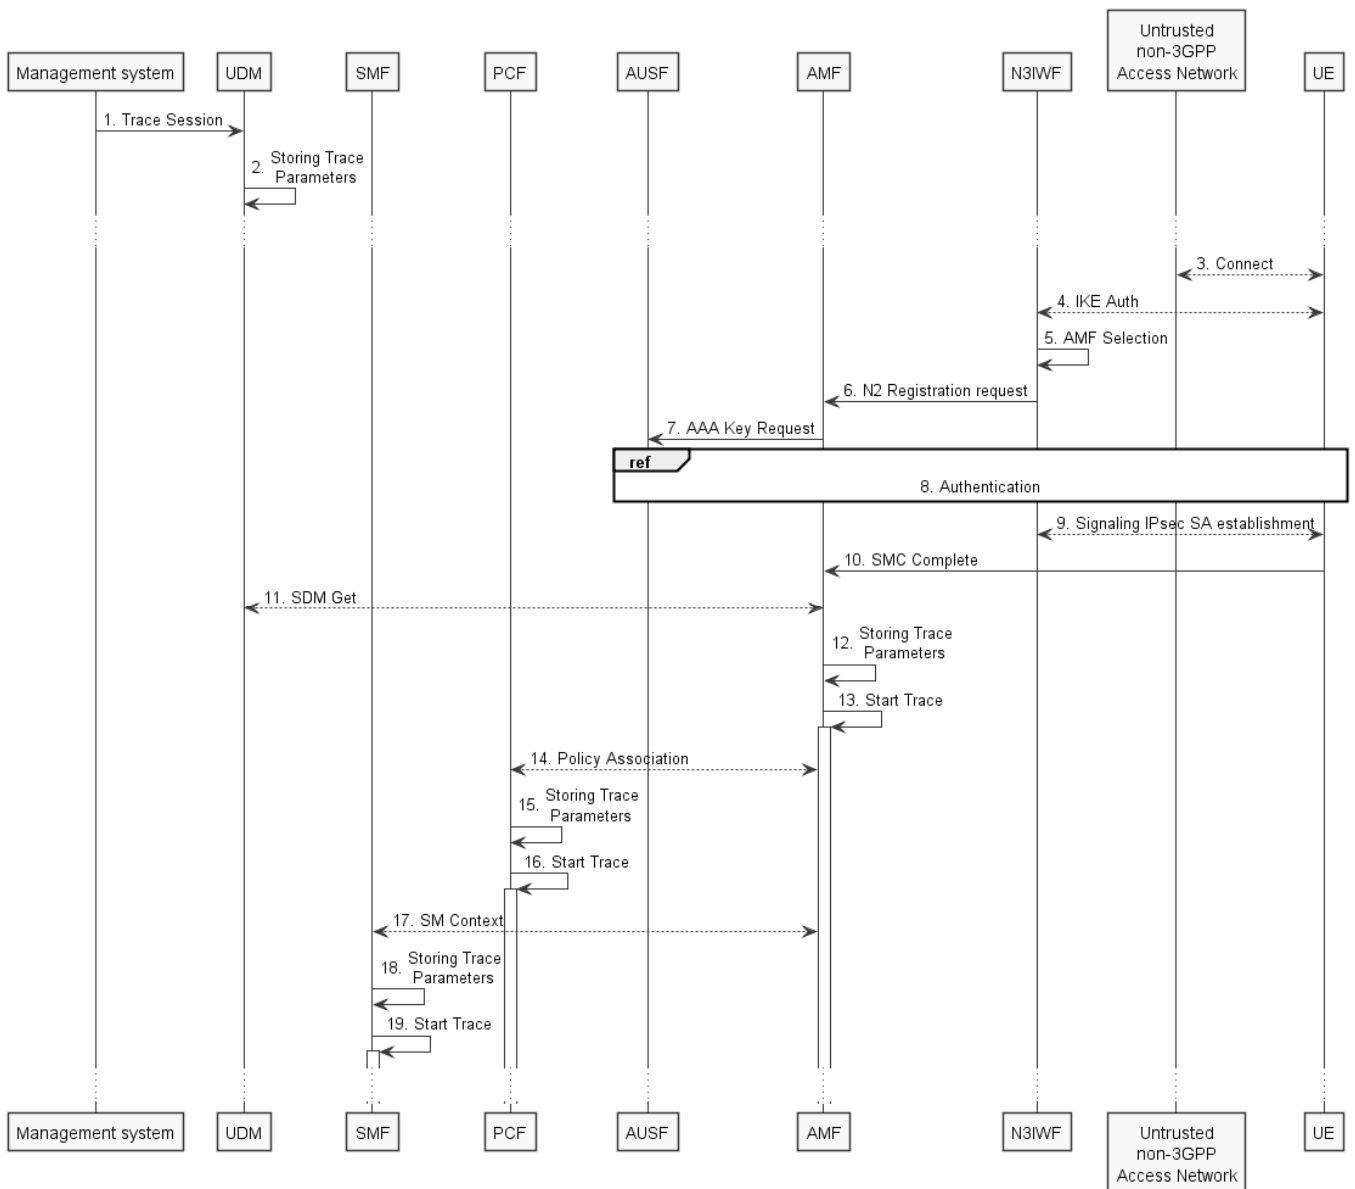 Untrusted
non-3GPP
Access Network
Management system
UDM
SMF
PCF
AUSF
AMF
N3IWF
UE
1. Trace Session
2. Storing Trace
Parameters
3. Connect
4. IKE Auth
5. AMF Selection
6. N2 Registration request
7. AAA Key Request
ref
8. Authentication
9. Signaling IPsec SA establishment
10. SMC Complete
11. SDM Get
12. Storing Trace
Parameters
13. Start Trace
14. Policy Association
15. Storing Trace
Parameters
16. Start Trace
17. SM Context
18. Storing Trace
Parameters
19. Start Trace
Management system
UDM
SMF
PCF
AUSF
AMF
N3IWF
Untrusted
non-3GPP
Access Network
UE